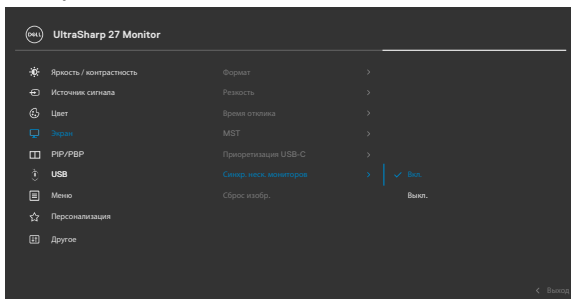 DELL UltraSharp 27 Monitor
Яркость / контрастность
Формат
Источник сигнала
Резкость
Цвет
Время отклика
Экран
MST
PIP/PBP
Приоретизация USB-C
USB
Синхр. неск. мониторов
Вкл.
Меню
Сброс изобр.
Выкл.
Персонализация
Другое
Выход